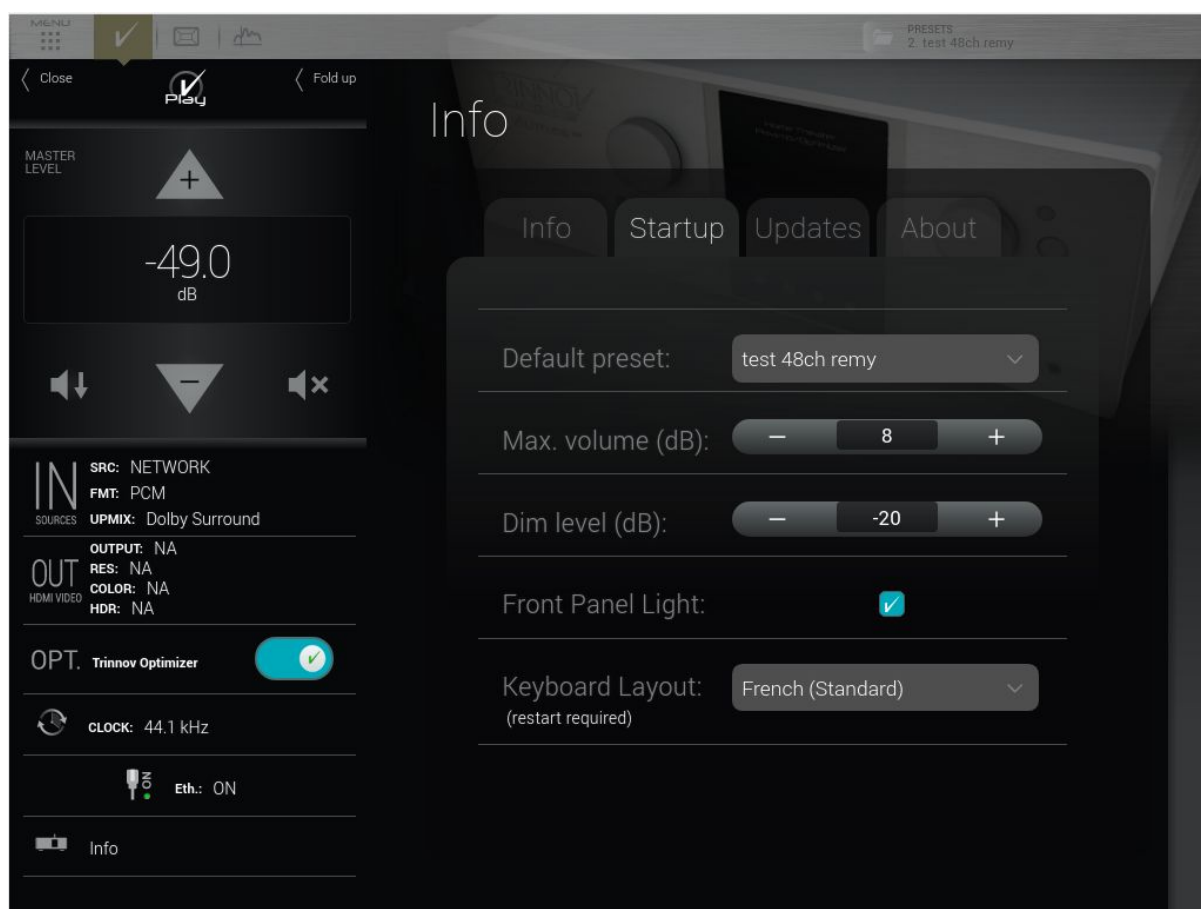 MENU
PRESETS
2. test 48ch remy
Close
Play
Fold up
MASTER
LEVEL
+
-49.0
dB
−
IN
SOURCES
SRC: NETWORK
FMT: PCM
UPMIX: Dolby Surround
OUT
HDMI VIDEO
OUTPUT: NA
RES: NA
COLOR: NA
HDR: NA
OPT. Trinnov Optimizer
CLOCK: 44.1 kHz
ON
Eth.: ON
Info
Info
TRINNOV
Info Startup Updates About
Default preset: test 48ch remy
Max. volume (dB): − 8 +
Dim level (dB): − -20 +
Front Panel Light:
Keyboard Layout: French (Standard)
(restart required)